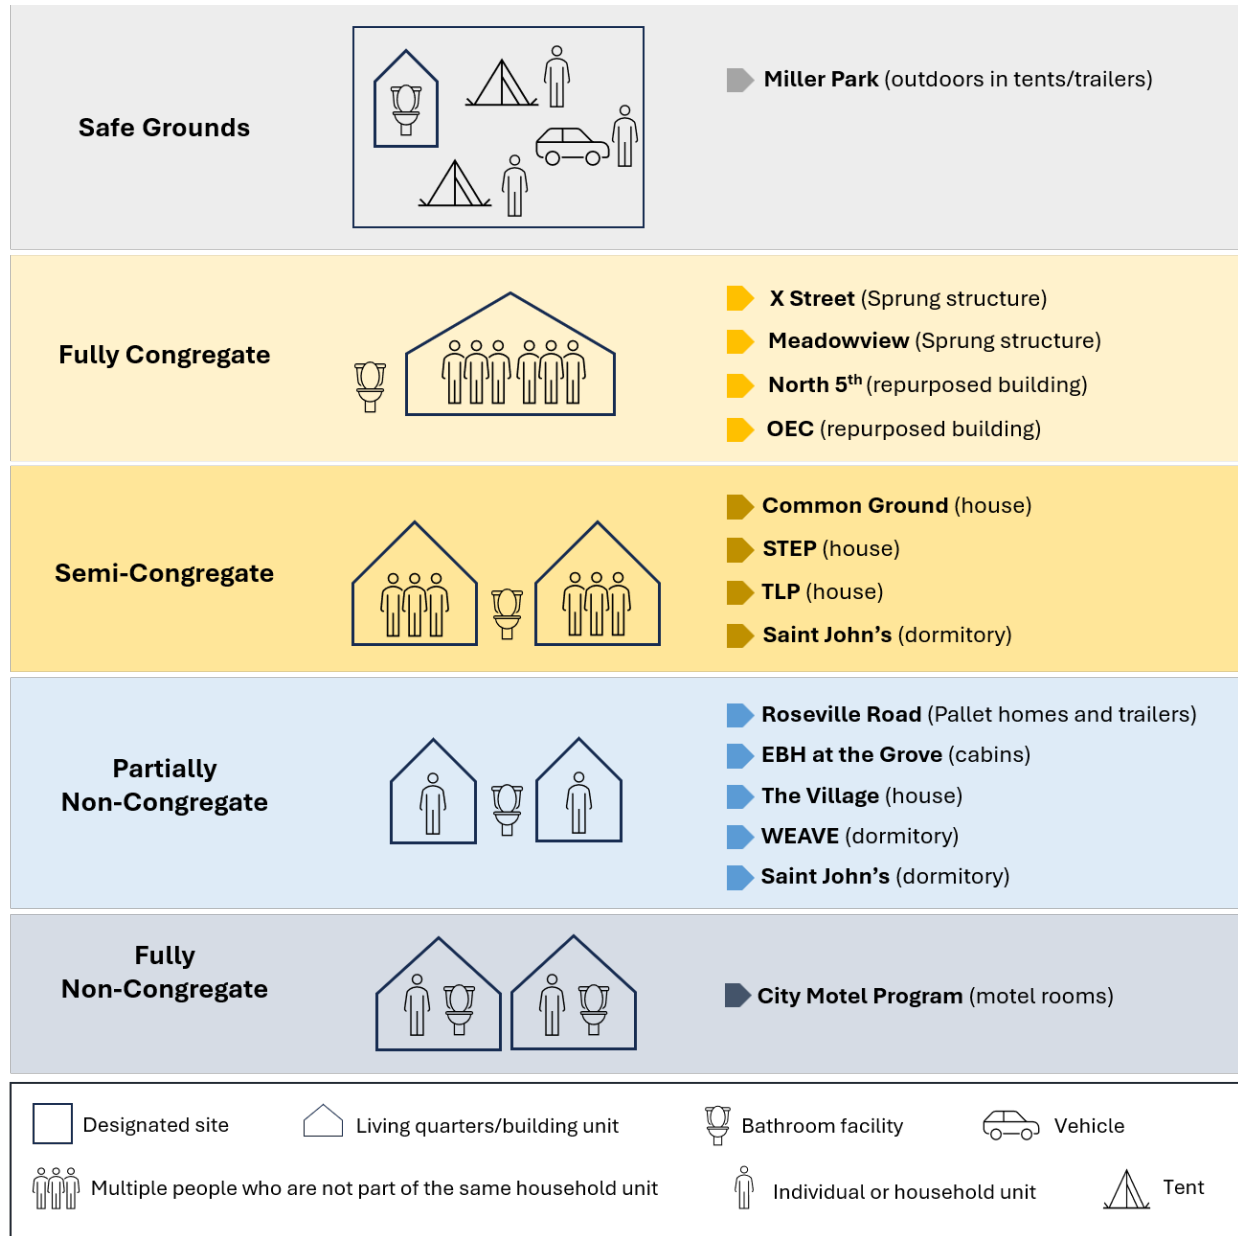 Safe Grounds
Miller Park (outdoors in tents/trailers)
Fully Congregate
X Street (Sprung structure)
Meadowview (Sprung structure)
North 5th (repurposed building)
OEC (repurposed building)
Semi-Congregate
Common Ground (house)
STEP (house)
TLP (house)
Saint John’s (dormitory)
Partially
Non-Congregate
Roseville Road (Pallet homes and trailers)
EBH at the Grove (cabins)
The Village (house)
WEAVE (dormitory)
Saint John’s (dormitory)
Fully
Non-Congregate
City Motel Program (motel rooms)
Designated site
Living quarters/building unit
Bathroom facility
Vehicle
Multiple people who are not part of the same household unit
Individual or household unit
Tent